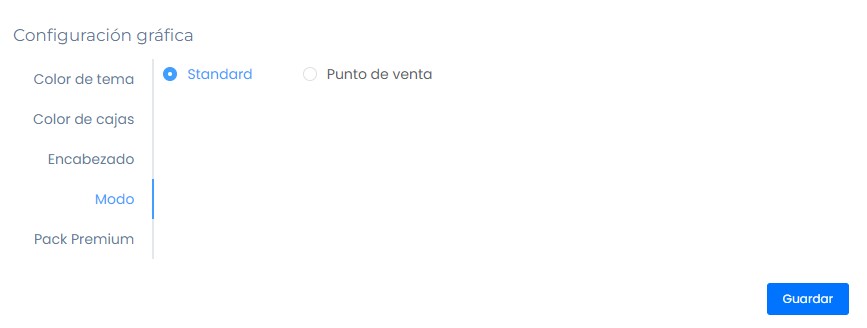 Configuración gráfica
Color de tema
Standard
Punto de venta
Color de cajas
Encabezado
Modo
Pack Premium
Guardar